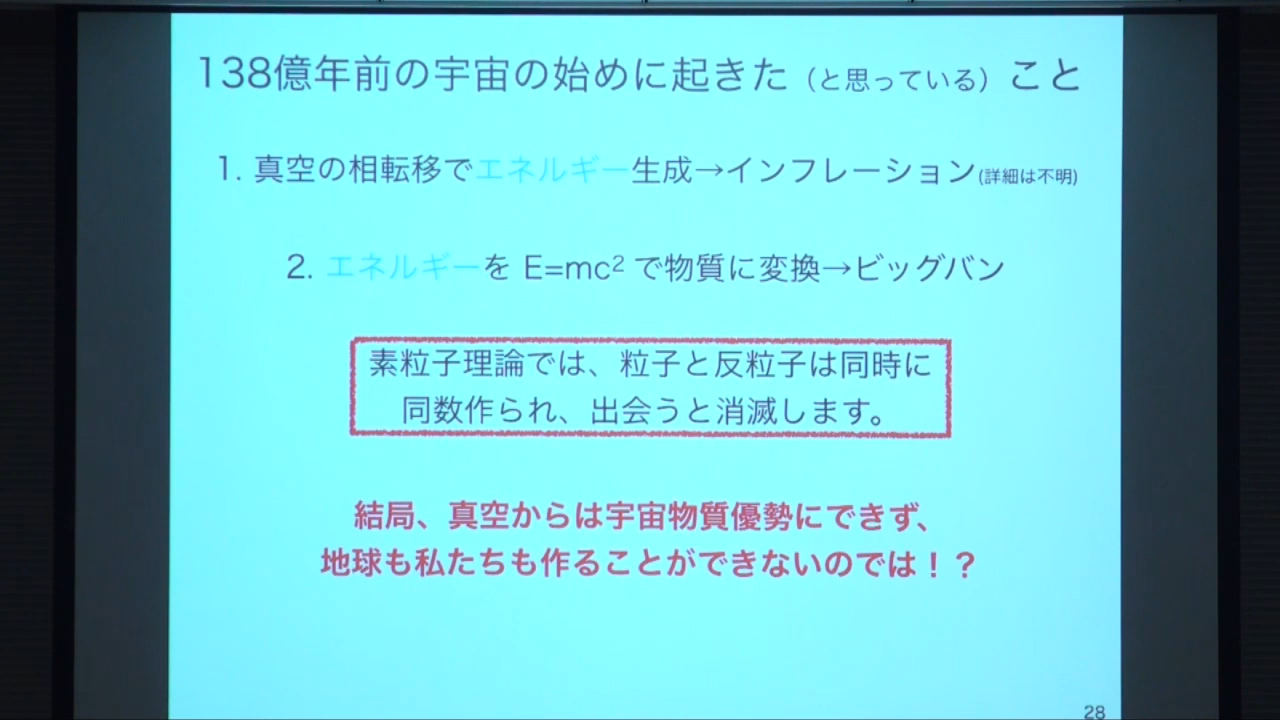 138億年前の宇宙の始めに起きた（と思っている）こと
1. 真空の相転移でエネルギー生成→インフレーション(詳細は不明)
2. エネルギーを E=mc² で物質に変換→ビッグバン
素粒子理論では、粒子と反粒子は同時に
同数作られ、出会うと消滅します。
結局、真空からは宇宙物質優勢にできず、
地球も私たちも作ることができないのでは！？
28